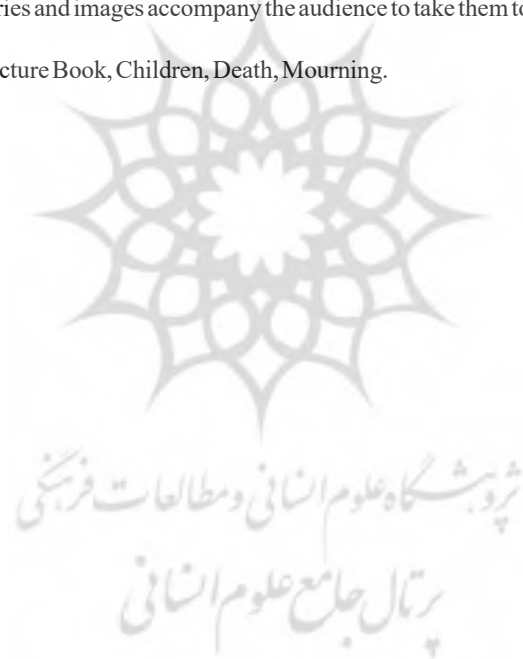 ries and images accompany the audience to take them to
cture Book, Children, Death, Mourning.
پژوهشگاه علوم انسانی و مطالعات فرهنگی
پرتال جامع علوم انسانی